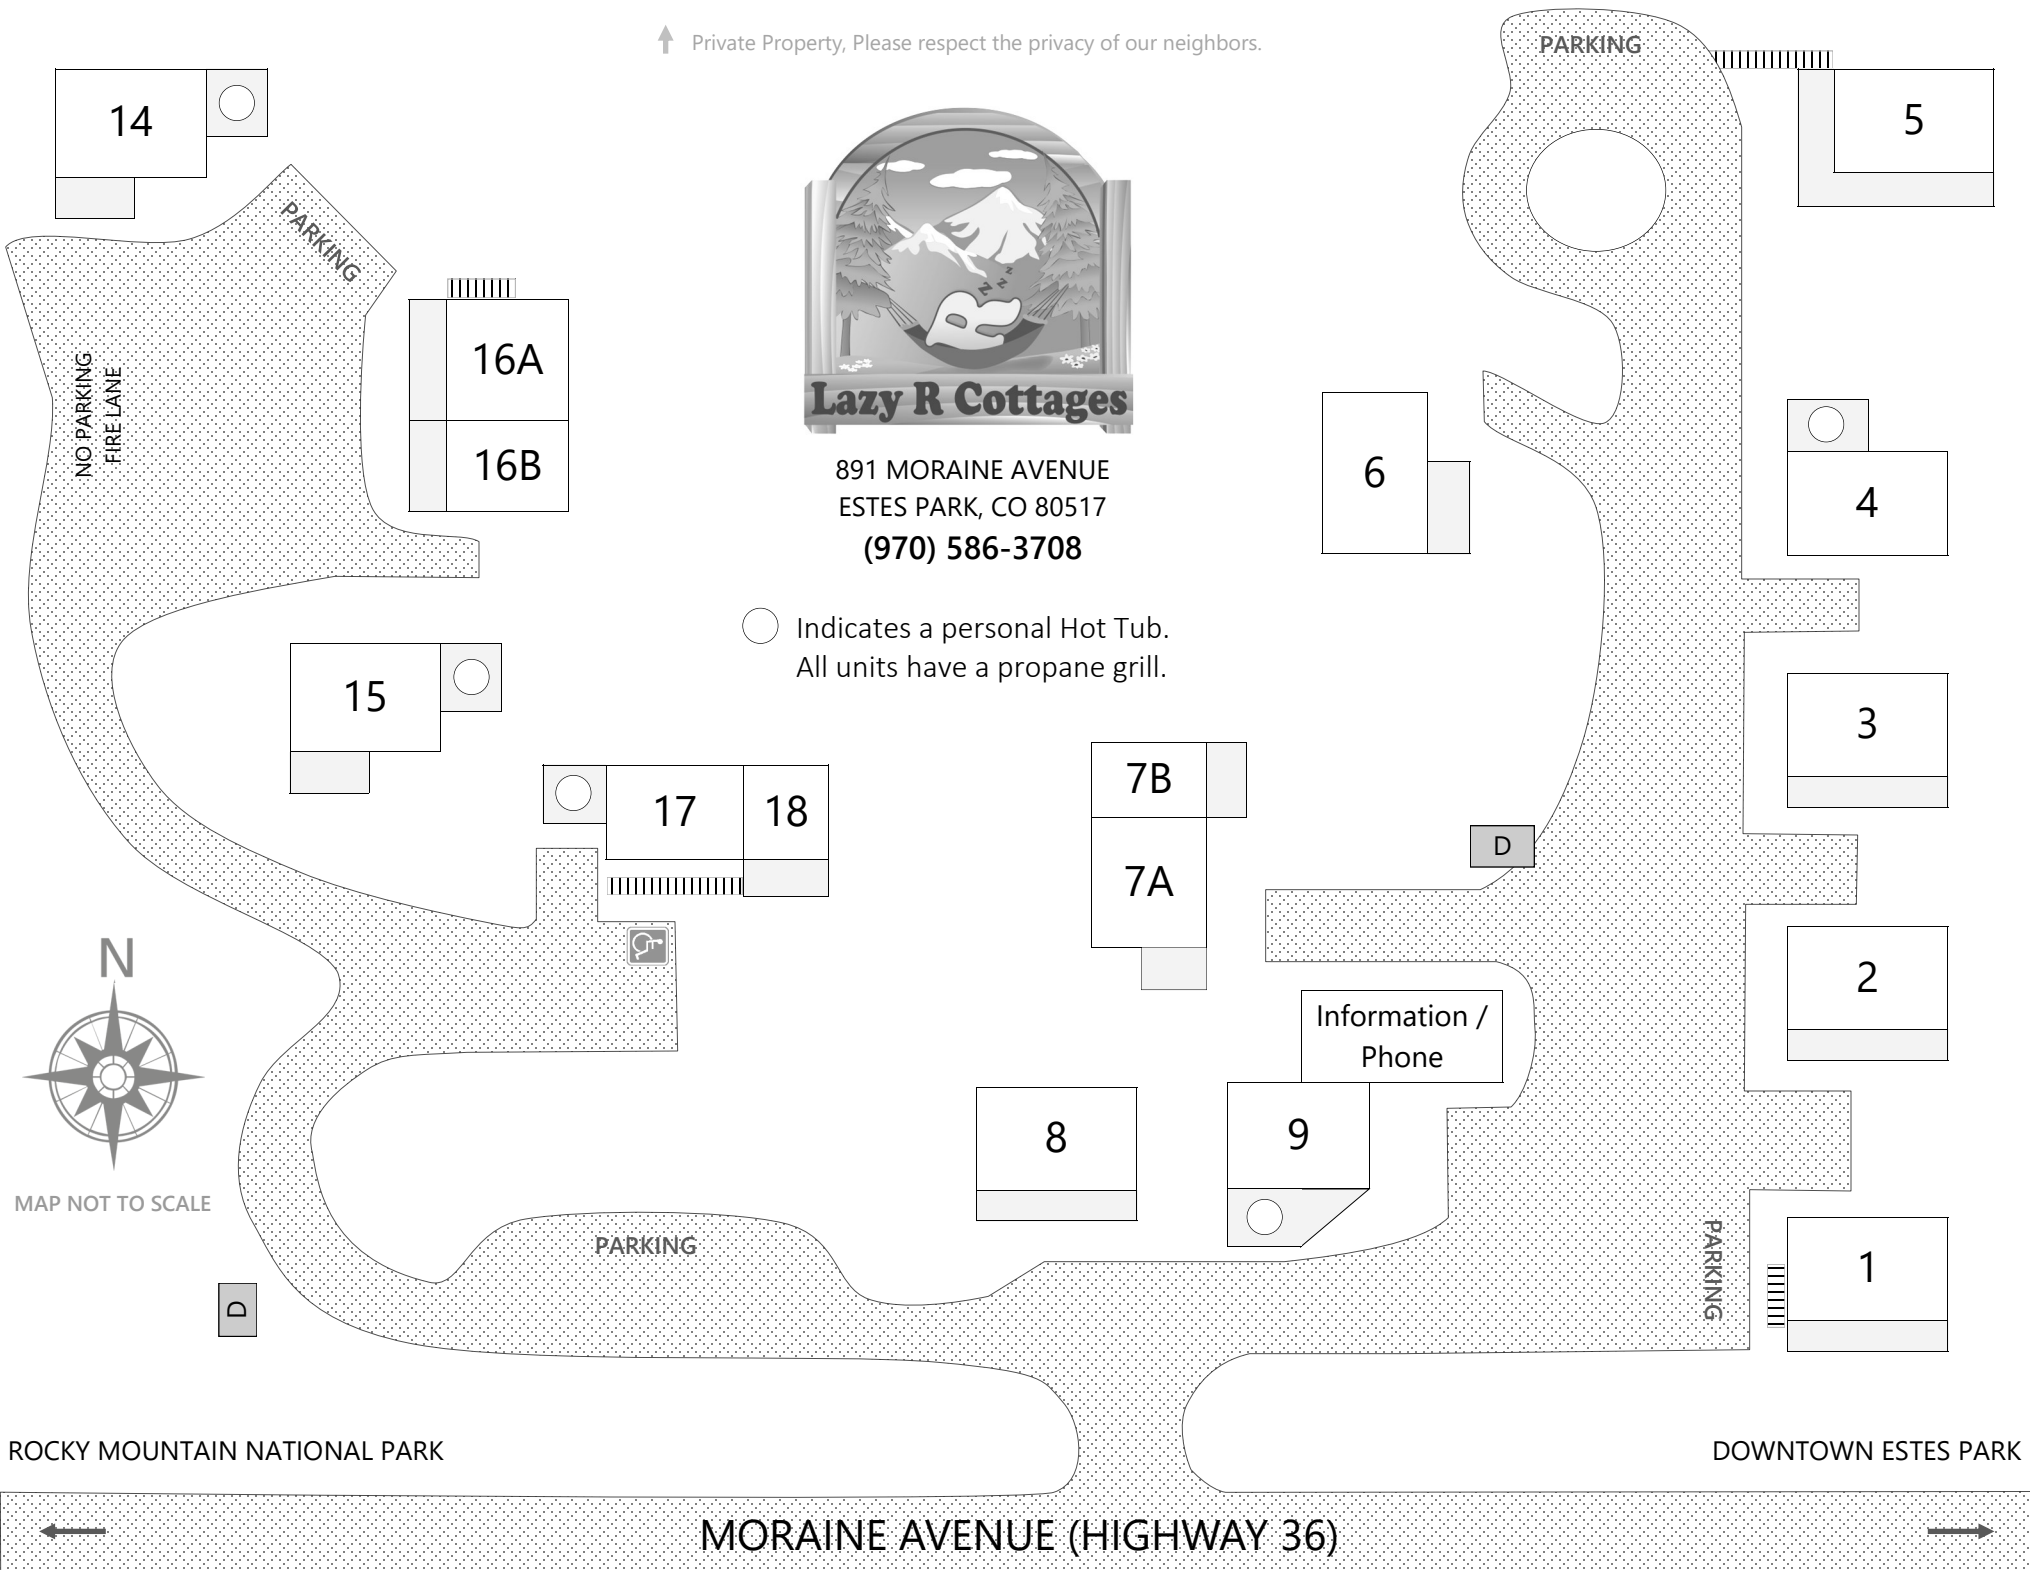 Private Property, Please respect the privacy of our neighbors.
PARKING
14
5
PARKING
Z
Z
Z
R
Lazy R Cottages
16A
16B
NO PARKING
FIRE LANE
891 MORAINE AVENUE
ESTES PARK, CO 80517
(970) 586-3708
6
4
Indicates a personal Hot Tub.
All units have a propane grill.
15
3
17
18
7B
7A
D
N
2
Information /
Phone
8
9
MAP NOT TO SCALE
PARKING
PARKING
1
D
ROCKY MOUNTAIN NATIONAL PARK
DOWNTOWN ESTES PARK
MORAINE AVENUE (HIGHWAY 36)